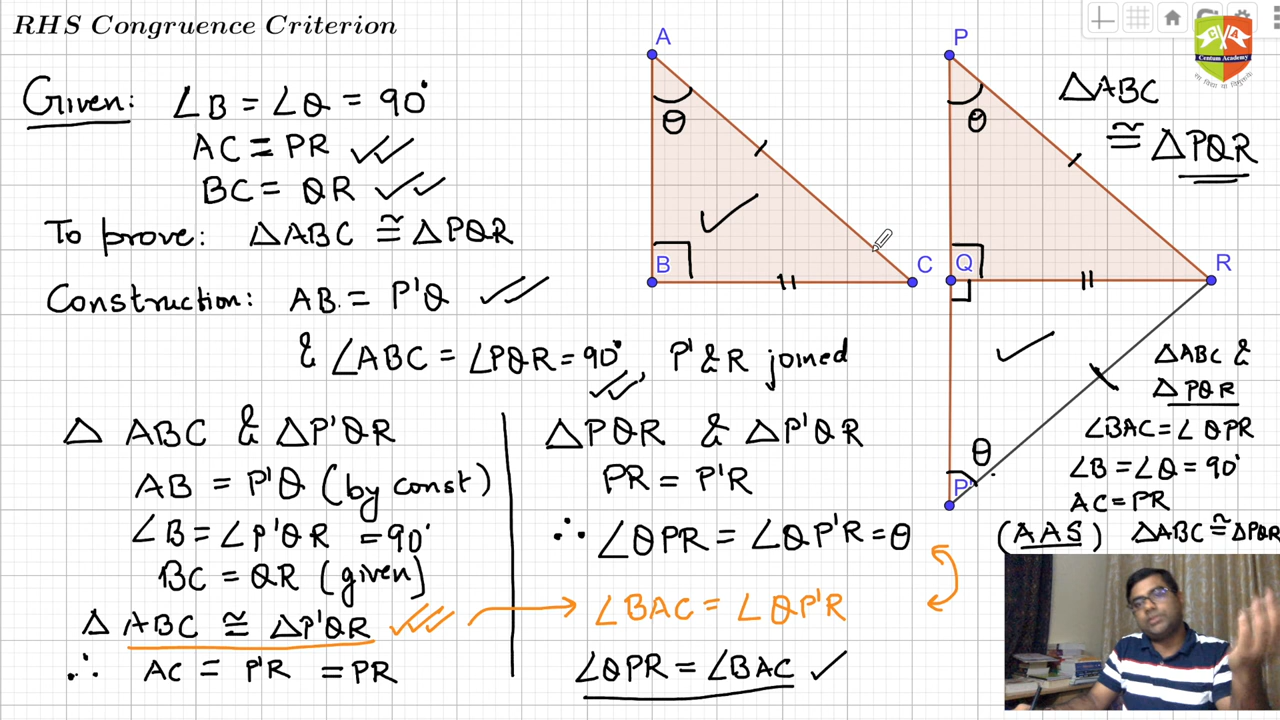 RHS Congruence Criterion
Given: ∠B = ∠Q = 90°
AC = PR
BC = QR
To prove: △ABC ≅ △PQR
Construction: AB = P'Q
& ∠ABC = ∠PQR = 90°, P' & R joined
△ ABC & △P'QR
AB = P'Q (by const)
∠B = ∠P'QR = 90°
BC = QR (given)
△ ABC ≅ △P'QR
∴ AC = P'R = PR
△PQR & △P'QR
PR = P'R
∴ ∠QPR = ∠QP'R = θ
∠BAC = ∠QP'R
∠QPR = ∠BAC
A
θ
B
C
P
θ
Q
R
θ
P'
△ABC
≅ △PQR
△ABC &
△ PQR
∠BAC = ∠QPR
∠B = ∠Q = 90°
AC = PR
(AAS) △ABC ≅ △PQR
C A
Centum Academy